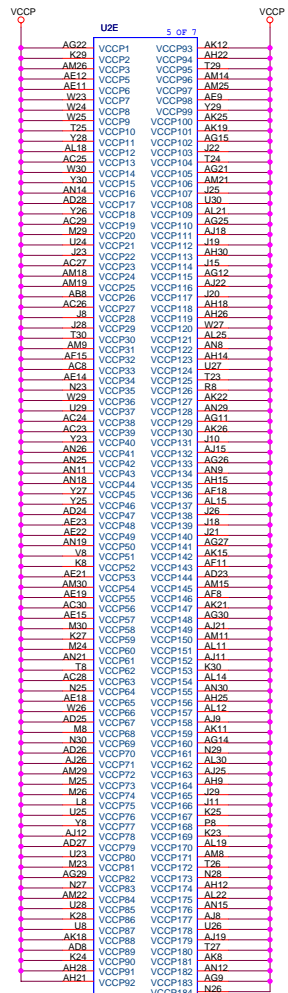 VCCP VCCP
U2E 5 OF 7
AG22 VCCP1 VCCP93 AK12
K29 VCCP2 VCCP94 AH22
AM26 VCCP4 VCCP95 T29
AE12 VCCP5 VCCP96 AM14
AE11 VCCP6 VCCP97 AM25
W23 VCCP7 VCCP98 AE9
W24 VCCP8 VCCP99 Y29
W25 VCCP9 VCCP100 AK25
T25 VCCP10 VCCP101 AK19
Y28 VCCP11 VCCP102 AG15
AL18 VCCP12 VCCP103 J22
AC25 VCCP13 VCCP104 T24
W30 VCCP14 VCCP105 AG21
Y30 VCCP15 VCCP106 AM21
AN14 VCCP16 VCCP107 J25
AD28 VCCP17 VCCP108 U30
Y26 VCCP18 VCCP109 AL21
AC29 VCCP19 VCCP110 AG25
M29 VCCP20 VCCP111 AJ18
U24 VCCP21 VCCP112 J19
J23 VCCP22 VCCP113 AH30
AC27 VCCP23 VCCP114 J15
AM18 VCCP24 VCCP115 AG12
AM19 VCCP25 VCCP116 AJ22
AB8 VCCP26 VCCP117 J20
AC26 VCCP27 VCCP118 AH18
J8 VCCP28 VCCP119 AH26
J28 VCCP29 VCCP120 W27
T30 VCCP30 VCCP121 AL25
AM9 VCCP31 VCCP122 AN8
AF15 VCCP32 VCCP123 AH14
AC8 VCCP33 VCCP124 U27
AE14 VCCP34 VCCP125 T23
N23 VCCP35 VCCP126 R8
W29 VCCP36 VCCP127 AK22
U29 VCCP37 VCCP128 AN29
AC24 VCCP38 VCCP129 AG11
AC23 VCCP39 VCCP130 AK26
Y23 VCCP40 VCCP131 J10
AN26 VCCP41 VCCP132 AJ15
AN25 VCCP42 VCCP133 AG26
AN11 VCCP43 VCCP134 AN9
AN18 VCCP44 VCCP135 AH15
Y27 VCCP45 VCCP136 AF18
Y25 VCCP46 VCCP137 AL15
AD24 VCCP47 VCCP138 J26
AE23 VCCP48 VCCP139 J18
AE22 VCCP49 VCCP140 J21
AN19 VCCP50 VCCP141 AG27
V8 VCCP51 VCCP142 AK15
K8 VCCP52 VCCP143 AF11
AE21 VCCP53 VCCP144 AD23
AM30 VCCP54 VCCP145 AM15
AE19 VCCP55 VCCP146 AF8
AC30 VCCP56 VCCP147 AK21
AE15 VCCP57 VCCP148 AG30
M30 VCCP58 VCCP149 AJ21
K27 VCCP59 VCCP150 AM11
M24 VCCP60 VCCP151 AL11
AN21 VCCP61 VCCP152 AJ11
T8 VCCP62 VCCP153 K30
AC28 VCCP63 VCCP154 AL14
N25 VCCP64 VCCP155 AN30
AE18 VCCP65 VCCP156 AH25
W26 VCCP66 VCCP157 AL12
AD25 VCCP67 VCCP158 AJ9
M8 VCCP68 VCCP159 AK11
N30 VCCP69 VCCP160 AG14
AD26 VCCP70 VCCP161 N29
AJ26 VCCP71 VCCP162 AL30
AM29 VCCP72 VCCP163 AJ25
M25 VCCP73 VCCP164 AH9
M26 VCCP74 VCCP165 J29
L8 VCCP75 VCCP166 J11
U25 VCCP76 VCCP167 K25
Y8 VCCP77 VCCP168 P8
AJ12 VCCP78 VCCP169 K23
AD27 VCCP79 VCCP170 AL19
U23 VCCP80 VCCP171 AM8
M23 VCCP81 VCCP172 T26
AG29 VCCP82 VCCP173 N28
N27 VCCP83 VCCP174 AH12
AM22 VCCP84 VCCP175 AL22
U28 VCCP85 VCCP176 AN15
K28 VCCP86 VCCP177 AJ8
U8 VCCP87 VCCP178 U26
AK18 VCCP88 VCCP179 AJ19
AD8 VCCP89 VCCP180 T27
K24 VCCP90 VCCP181 AK8
AH28 VCCP91 VCCP182 AN12
AH21 VCCP92 VCCP183 AG9
VCCP184 N26